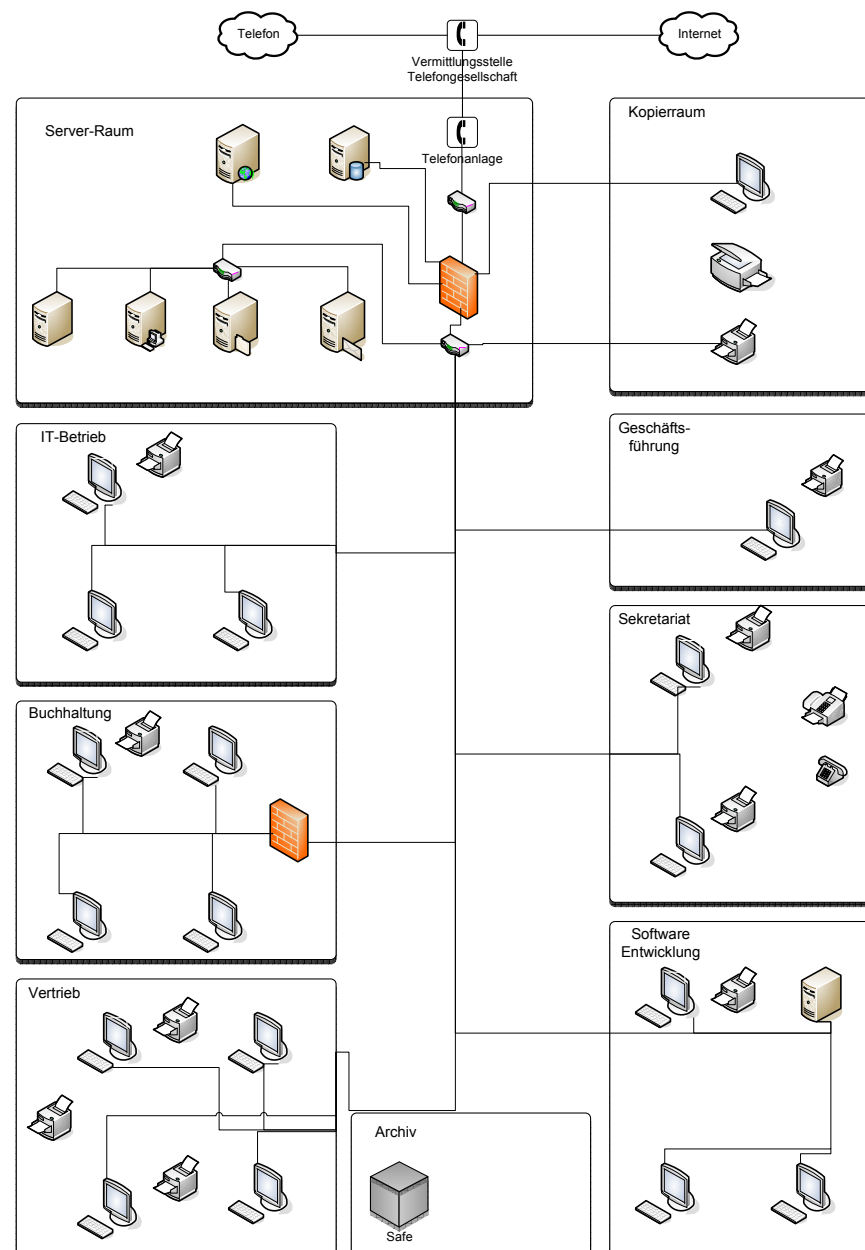 Telefon
Internet
Vermittlungsstelle
Telefongesellschaft
Server-Raum
Telefonanlage
Kopierraum
IT-Betrieb
Geschäfts-
führung
Sekretariat
Buchhaltung
Software
Entwicklung
Vertrieb
Archiv
Safe